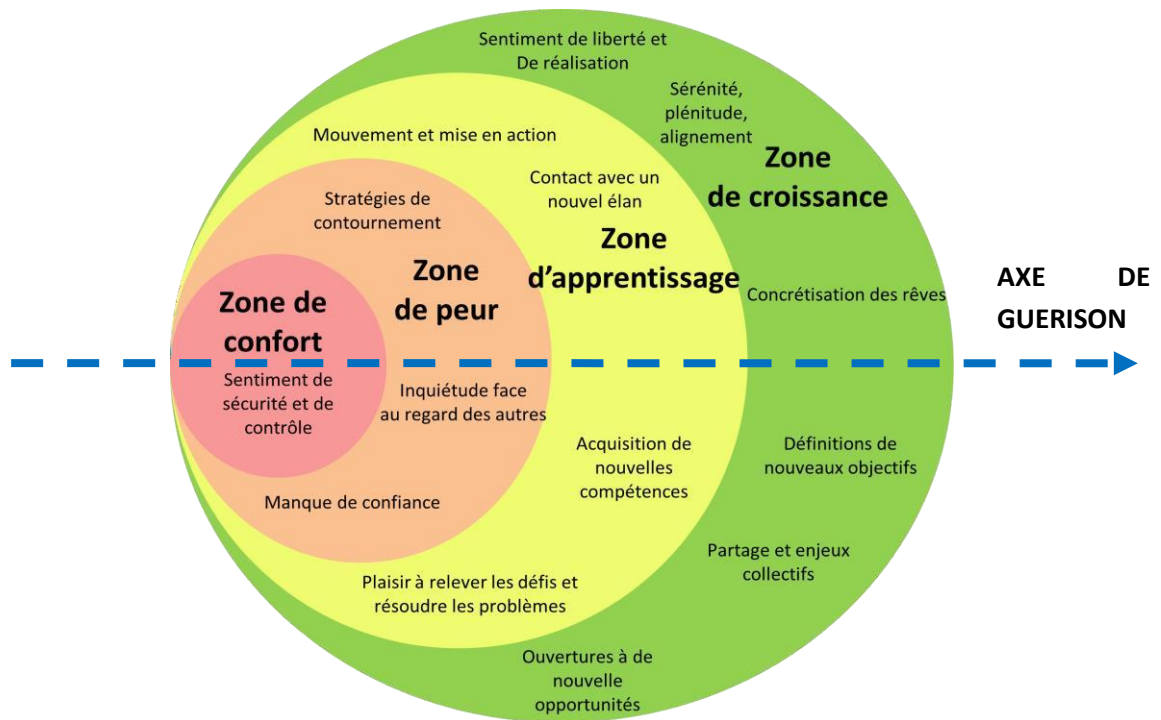 Sentiment de liberté et
De réalisation
Sérénité,
plénitude,
alignement
Zone
de croissance
Mouvement et mise en action
Contact avec un
nouvel élan
Zone
d'apprentissage
Stratégies de
contournement
Zone
de peur
Zone de
confort
Sentiment de
sécurité et de
contrôle
Inquiétude face
au regard des autres
Concrétisation des rêves
AXE DE
GUERISON
Manque de confiance
Acquisition de
nouvelles
compétences
Définitions de
nouveaux objectifs
Partage et enjeux
collectifs
Plaisir à relever les défis et
résoudre les problèmes
Ouvertures à de
nouvelle
opportunités